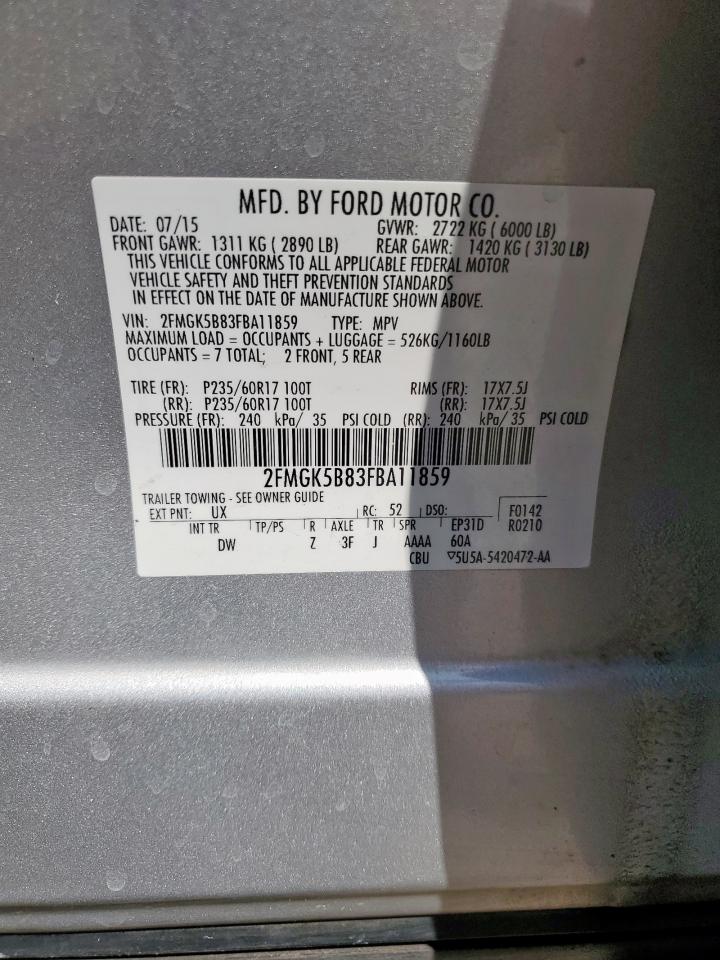 MFD. BY FORD MOTOR CO.
DATE: 07/15 GVWR: 2722 KG ( 6000 LB)
FRONT GAWR: 1311 KG ( 2890 LB) REAR GAWR: 1420 KG ( 3130 LB)
THIS VEHICLE CONFORMS TO ALL APPLICABLE FEDERAL MOTOR
VEHICLE SAFETY AND THEFT PREVENTION STANDARDS
IN EFFECT ON THE DATE OF MANUFACTURE SHOWN ABOVE.
VIN: 2FMGK5B83FBA11859 TYPE: MPV
MAXIMUM LOAD = OCCUPANTS + LUGGAGE = 526KG/1160LB
OCCUPANTS = 7 TOTAL; 2 FRONT, 5 REAR
TIRE (FR): P235/60R17 100T RIMS (FR): 17X7.5J
(RR): P235/60R17 100T (RR): 17X7.5J
PRESSURE (FR): 240 kPa/ 35 PSI COLD (RR): 240 kPa/ 35 PSI COLD
2FMGK5B83FBA11859
TRAILER TOWING - SEE OWNER GUIDE
EXT PNT: UX RC: 52 DSO: F0142
INT TR TP/PS R AXLE TR SPR EP31D R0210
DW Z 3F J AAAA 60A
CBU ▽5U5A-5420472-AA